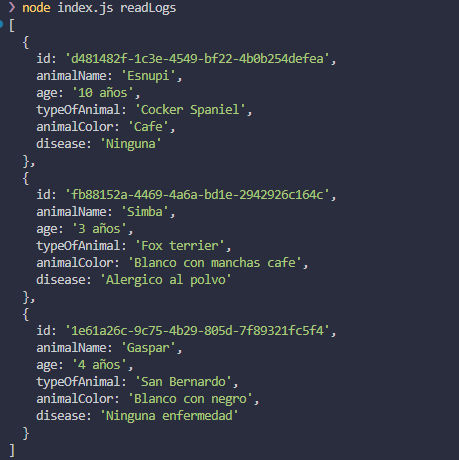 ❯ node index.js readLogs
[
  {
    id: 'd481482f-1c3e-4549-bf22-4b0b254defea',
    animalName: 'Esnupi',
    age: '10 años',
    typeOfAnimal: 'Cocker Spaniel',
    animalColor: 'Cafe',
    disease: 'Ninguna'
  },
  {
    id: 'fb88152a-4469-4a6a-bd1e-2942926c164c',
    animalName: 'Simba',
    age: '3 años',
    typeOfAnimal: 'Fox terrier',
    animalColor: 'Blanco con manchas cafe',
    disease: 'Alergico al polvo'
  },
  {
    id: '1e61a26c-9c75-4b29-805d-7f89321fc5f4',
    animalName: 'Gaspar',
    age: '4 años',
    typeOfAnimal: 'San Bernardo',
    animalColor: 'Blanco con negro',
    disease: 'Ninguna enfermedad'
  }
]